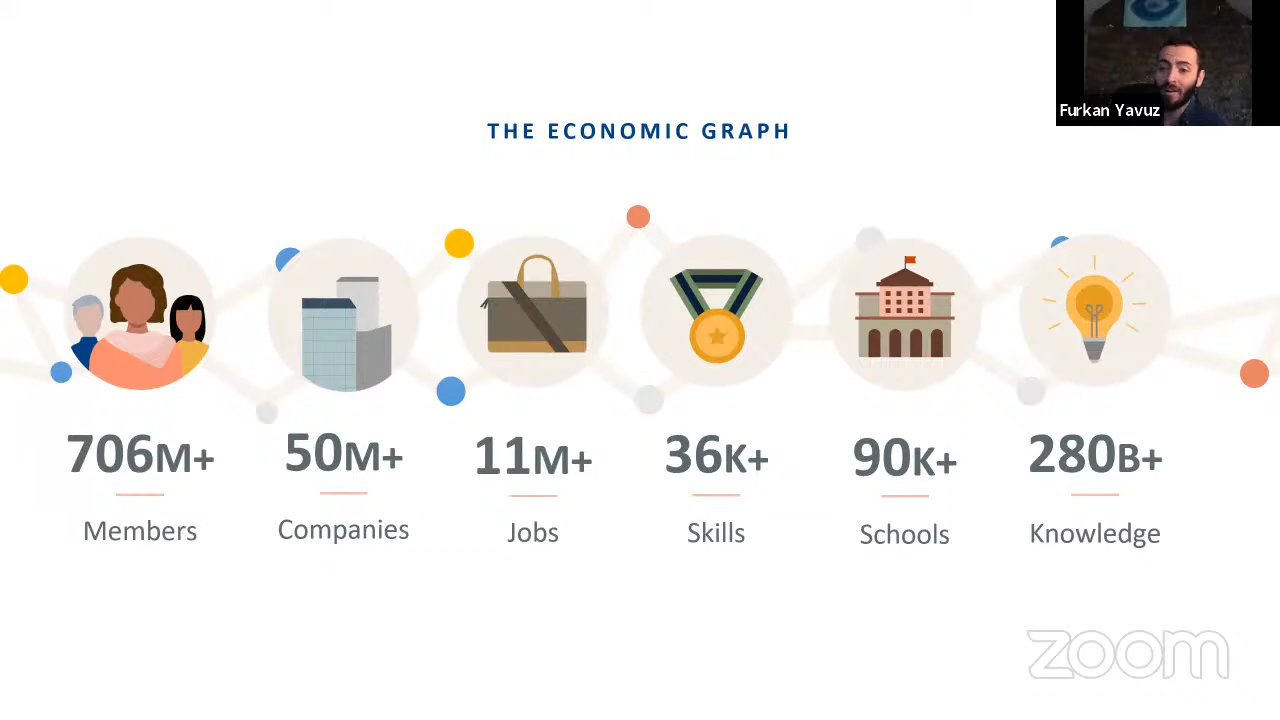 Furkan Yavuz
THE ECONOMIC GRAPH
706M+
50M+
11M+
36K+
90K+
280B+
Members
Companies
Jobs
Skills
Schools
Knowledge
zoom